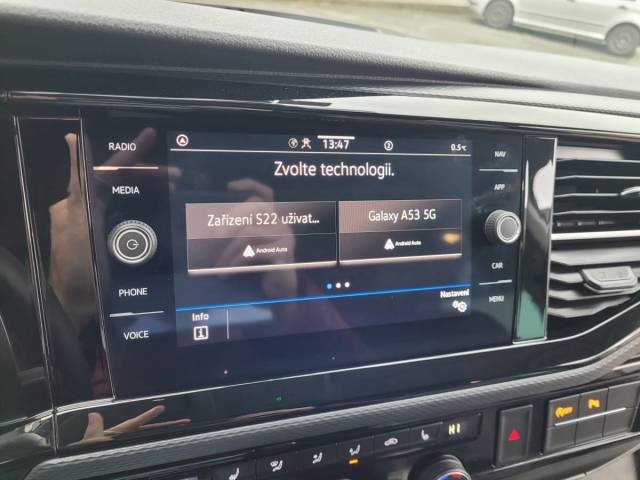 RADIO
MEDIA
PHONE
VOICE
13:47
0.5°C
Zvolte technologii.
Zařízení S22 uživat...
Android Auto
Galaxy A53 5G
Android Auto
Nastavení
Info
NAV
APP
CAR
MENU